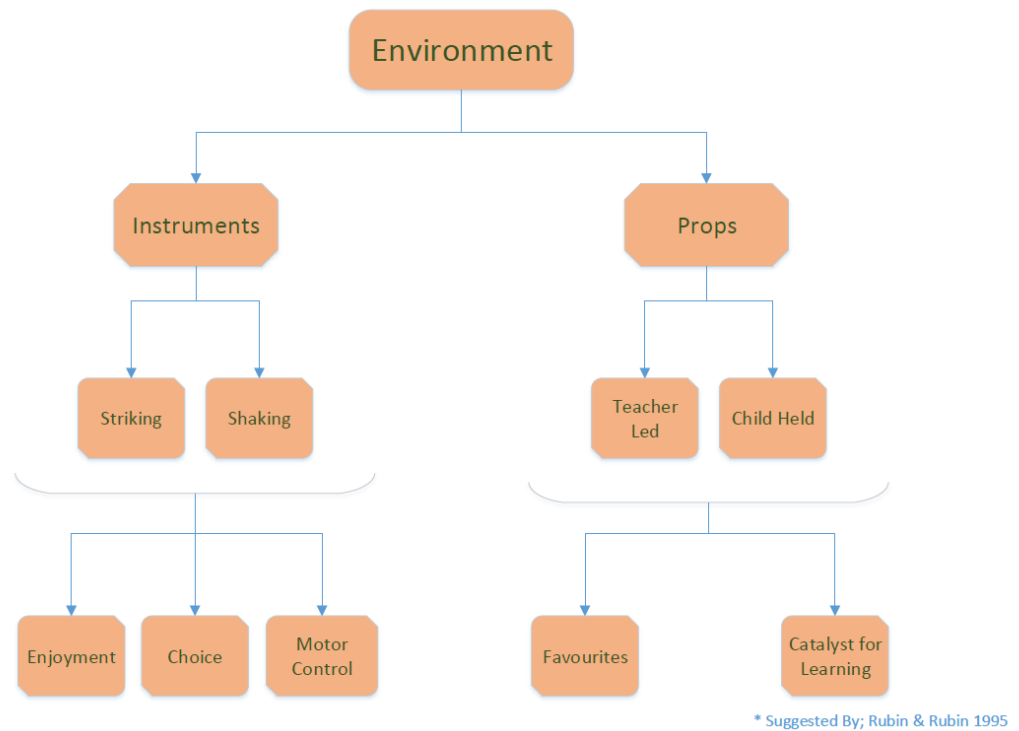 Environment
Instruments
Props
Striking
Shaking
Teacher
Led
Child Held
Enjoyment
Choice
Motor
Control
Favourites
Catalyst for
Learning
* Suggested By; Rubin & Rubin 1995